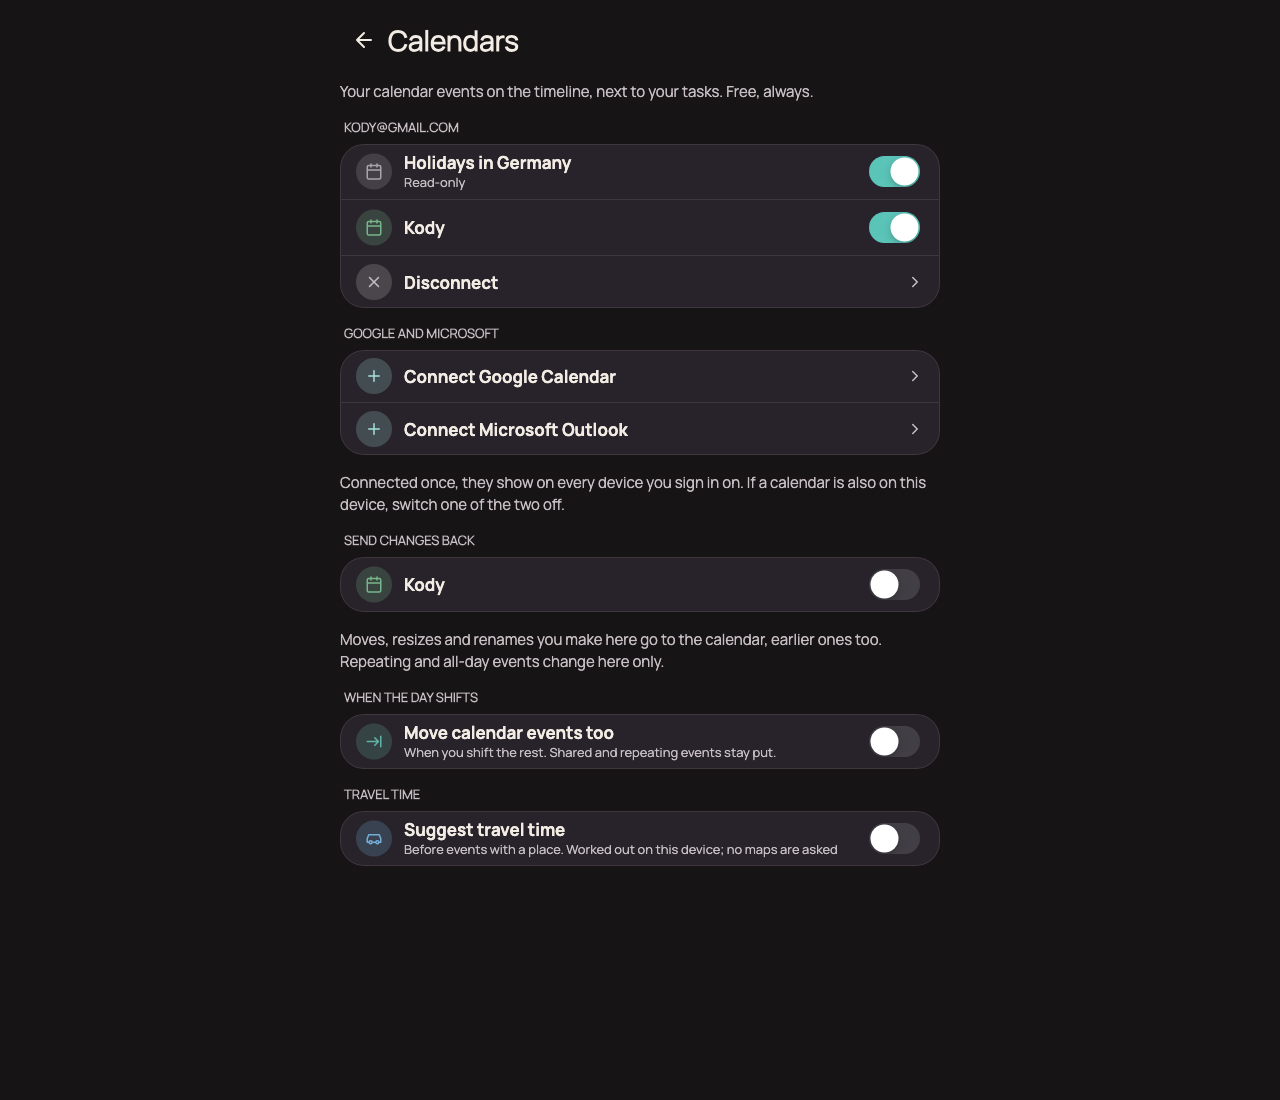 Calendars
Your calendar events on the timeline, next to your tasks. Free, always.
KODY@GMAIL.COM
Holidays in Germany
Read-only
Kody
Disconnect
GOOGLE AND MICROSOFT
Connect Google Calendar
Connect Microsoft Outlook
Connected once, they show on every device you sign in on. If a calendar is also on this
device, switch one of the two off.
SEND CHANGES BACK
Kody
Moves, resizes and renames you make here go to the calendar, earlier ones too.
Repeating and all-day events change here only.
WHEN THE DAY SHIFTS
Move calendar events too
When you shift the rest. Shared and repeating events stay put.
TRAVEL TIME
Suggest travel time
Before events with a place. Worked out on this device; no maps are asked